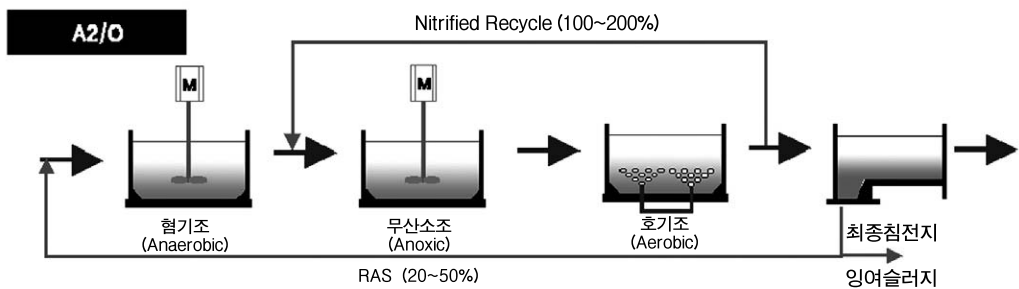 A2/O
Nitrified Recycle (100~200%)
M
M
혐기조
(Anaerobic)
무산소조
(Anoxic)
호기조
(Aerobic)
최종침전지
RAS (20~50%)
잉여슬러지